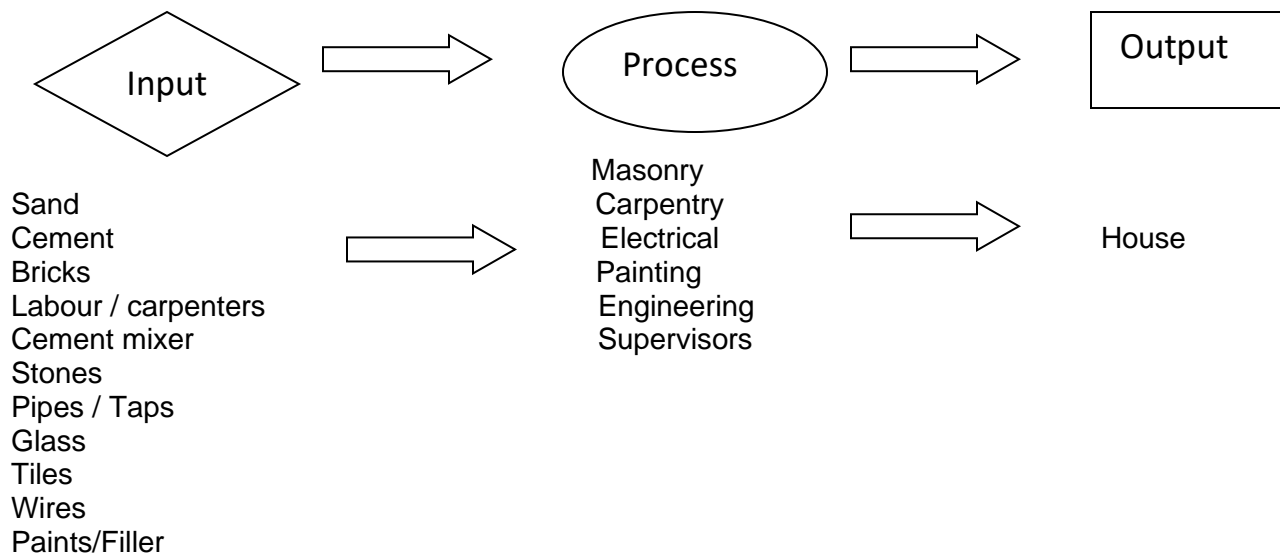 Input
Process
Output
Sand
Cement
Bricks
Labour / carpenters
Cement mixer
Stones
Pipes / Taps
Glass
Tiles
Wires
Paints/Filler
Masonry
Carpentry
Electrical
Painting
Engineering
Supervisors
House